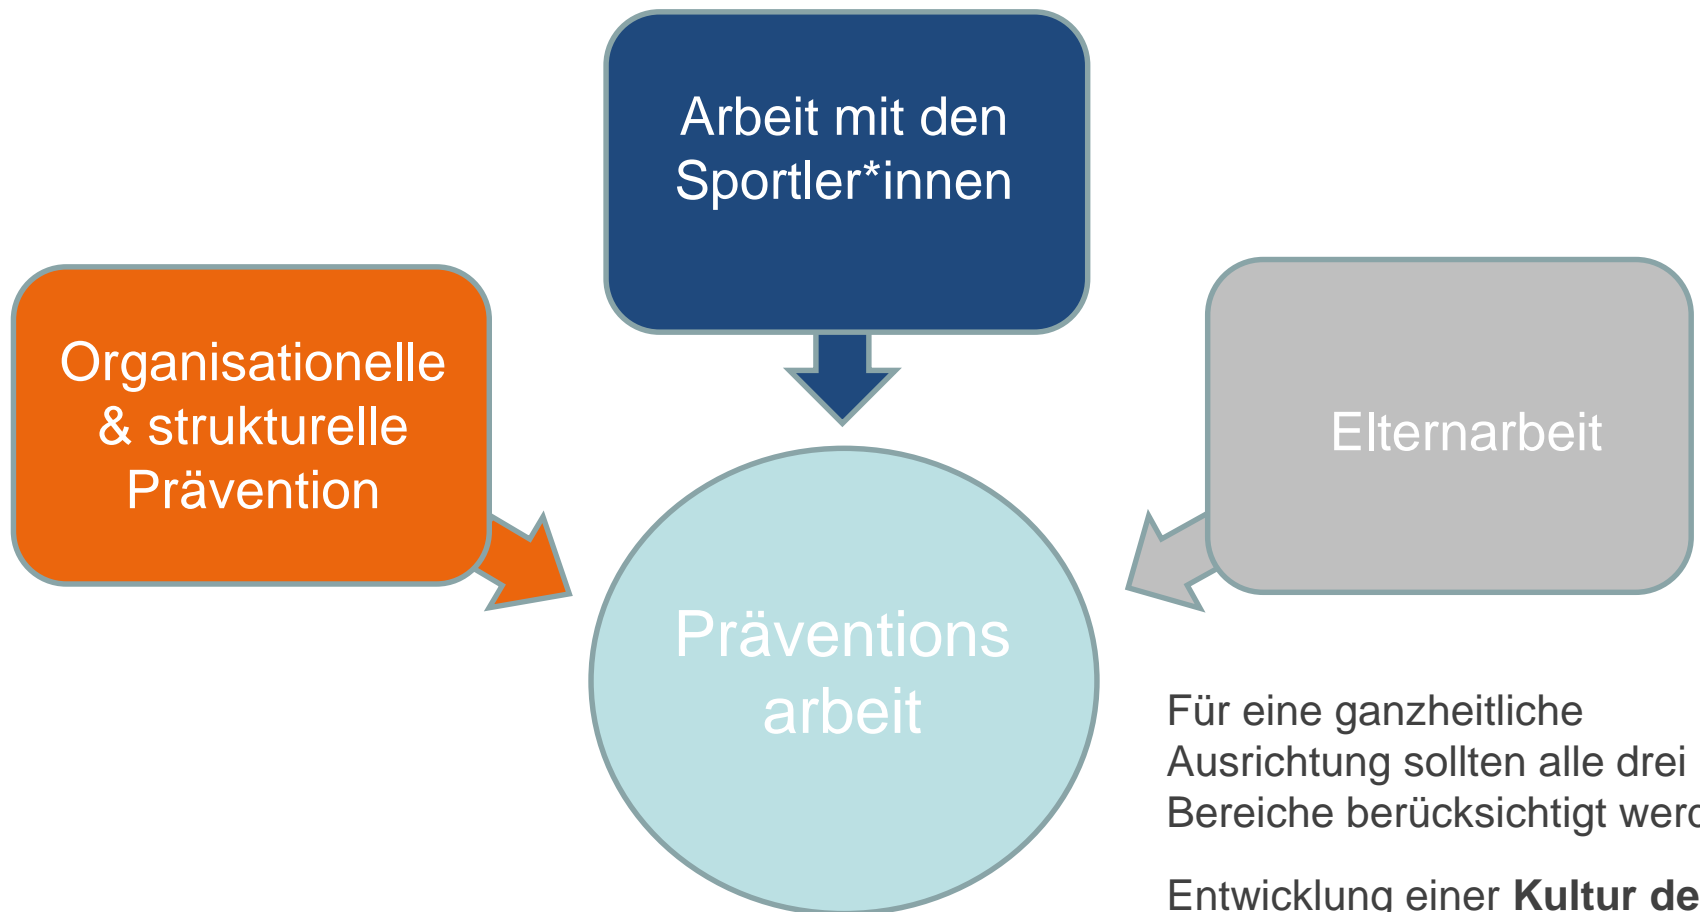 Arbeit mit den
Sportler*innen
Organisationelle
& strukturelle
Prävention
Elternarbeit
Präventions
arbeit
Für eine ganzheitliche
Ausrichtung sollten alle drei
Bereiche berücksichtigt
Entwicklung einer Kultur